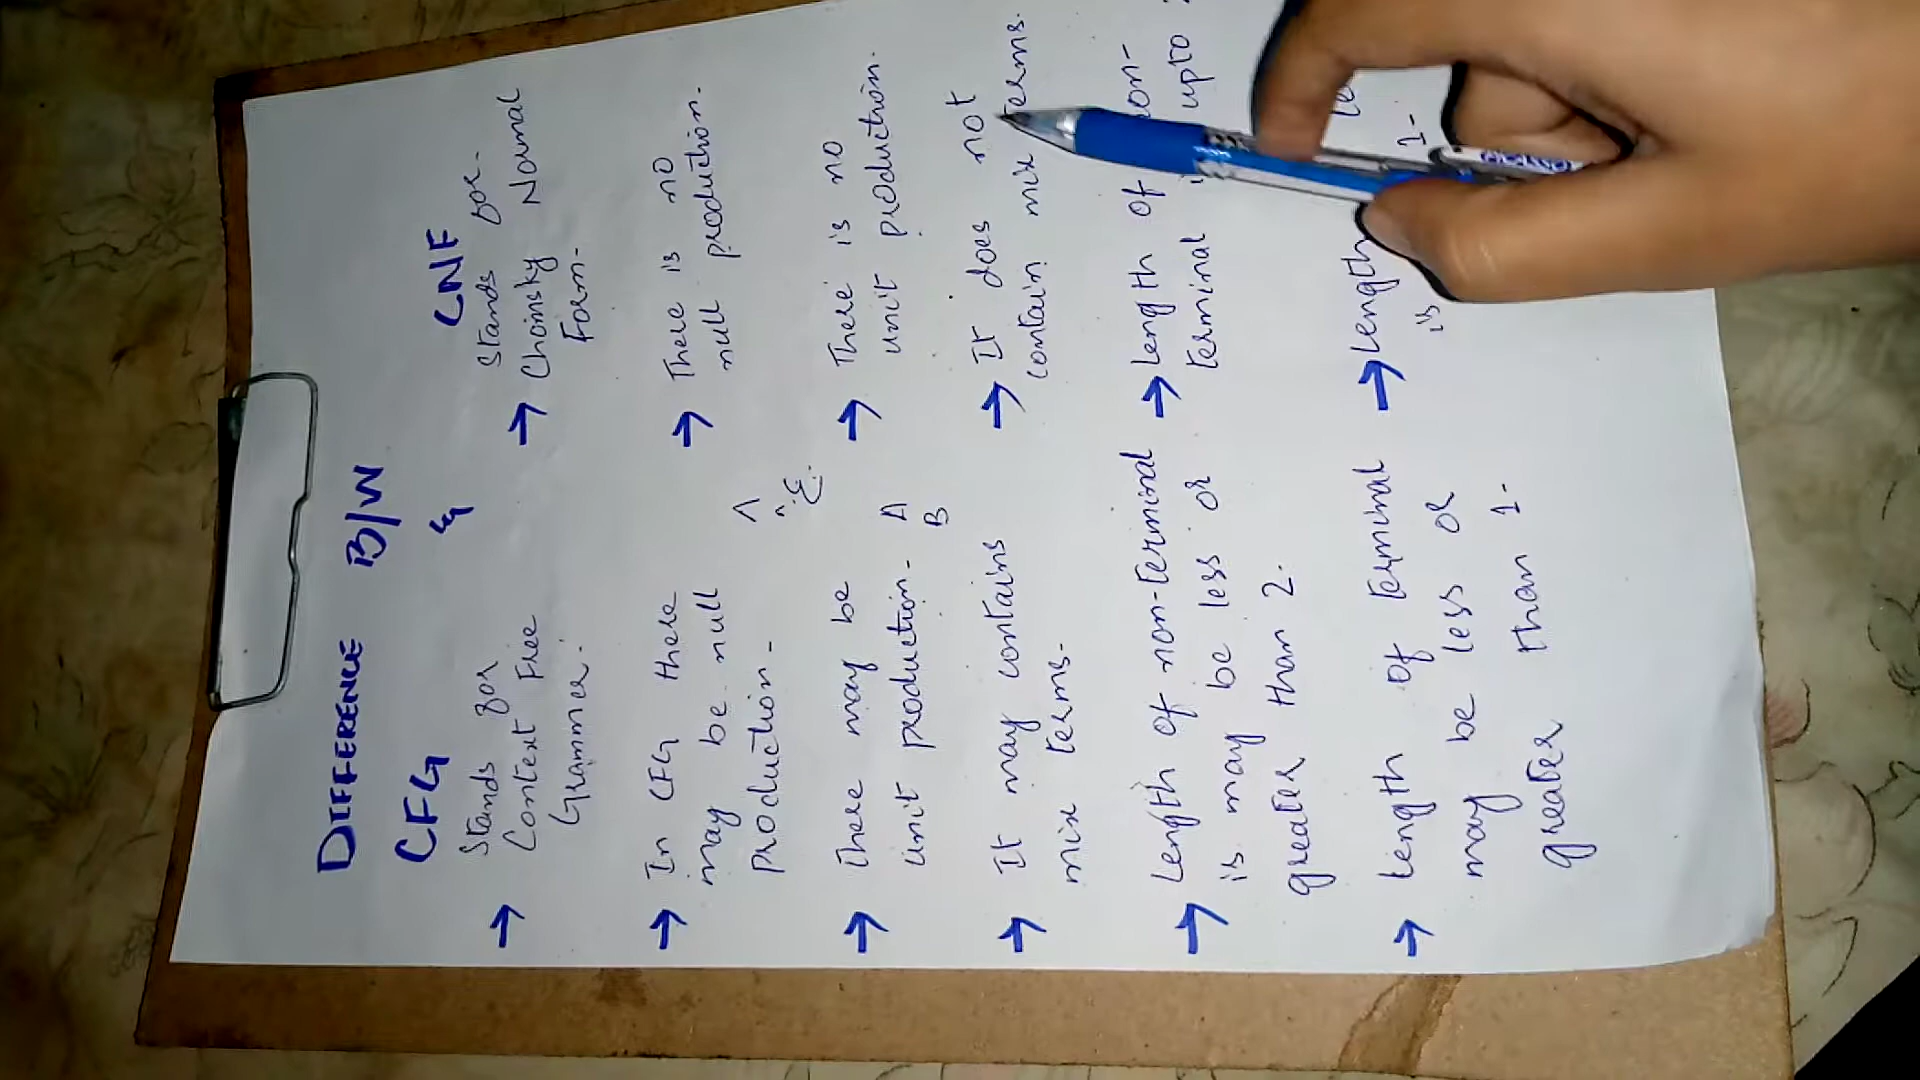 DIFFERENCE B/W
CFG & CNF
→ Stands for
Context Free
Grammer.
→ In CFG there
may be null
production.
^
^.ε.
→ There may be
unit production. A
B
→ It may contains
mix terms.
→ Length of non-terminal
is may be less or
greater than 2.
→ Length of terminal
may be less or
greater than 1.
Stands for
→ Chomsky Normal
Form.
→ There is no
null production.
→ There is no
unit production.
→ It does not
contain mix terms.
→ Length of
terminal upto
→ Length
is 1.